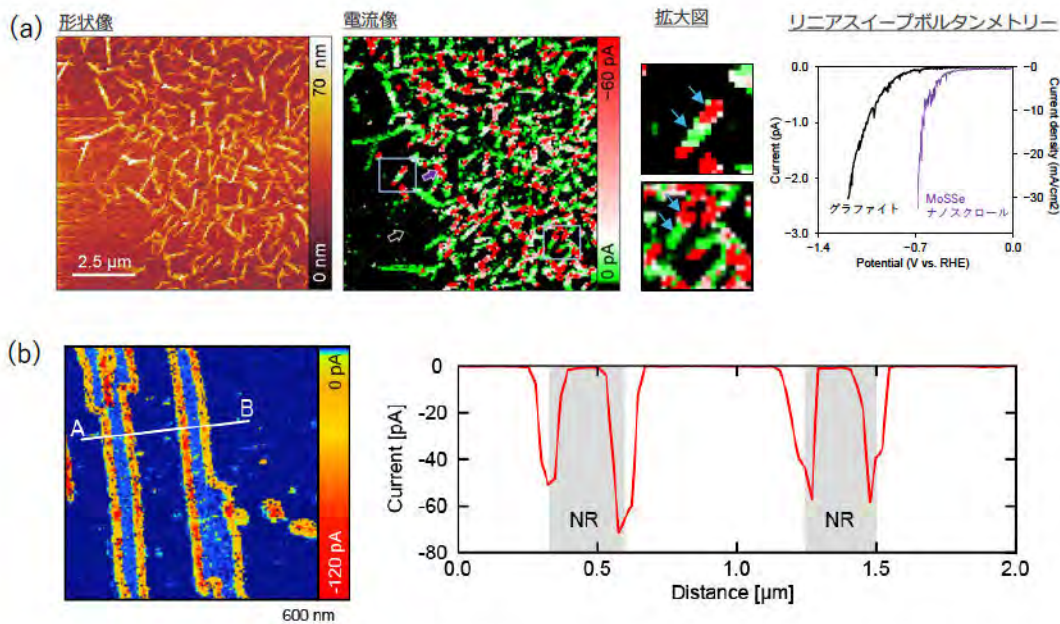 (a)
形状像
電流像
拡大図
リニアスイープボルタンメトリー
70 nm
0 nm
2.5 μm
−60 pA
0 pA
0.0
−1.0
−2.0
−3.0
Current (pA)
−0
−10
−20
−30
Current density (mA/cm2)
グラファイト
MoSSe
ナノスクロール
−1.4
−0.7
0.0
Potential (V vs. RHE)
(b)
A
B
0 pA
-120 pA
600 nm
0
-20
-40
-60
-80
Current [pA]
NR
NR
0.0
0.5
1.0
1.5
2.0
Distance [μm]